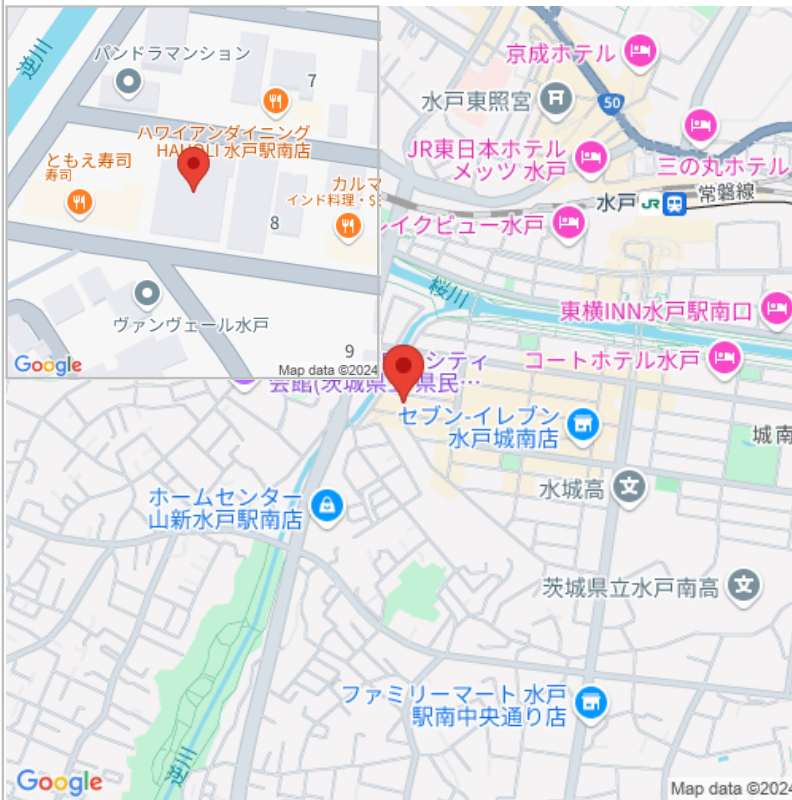 逆川
パンドラマンション
7
ハワイアンダイニング
HAUOLI 水戸駅南店
ともえ寿司
寿司
カルマ
インド料理・S
8
ヴァンヴェール水戸
9
Google
Map data ©2024
京成ホテル
水戸東照宮
50
JR東日本ホテル
メッツ 水戸
三の丸ホテル
水戸 JR
常磐線
レイクビュー水戸
桜川
東横INN水戸駅南口
シティ
会館(茨城県
県民…
コートホテル水戸
セブン-イレブン
水戸城南店
城南
水城高
ホームセンター
山新水戸駅南店
茨城県立水戸南高
ファミリーマート 水戸
駅南中央通り店
逆川
Google
Map data ©2024